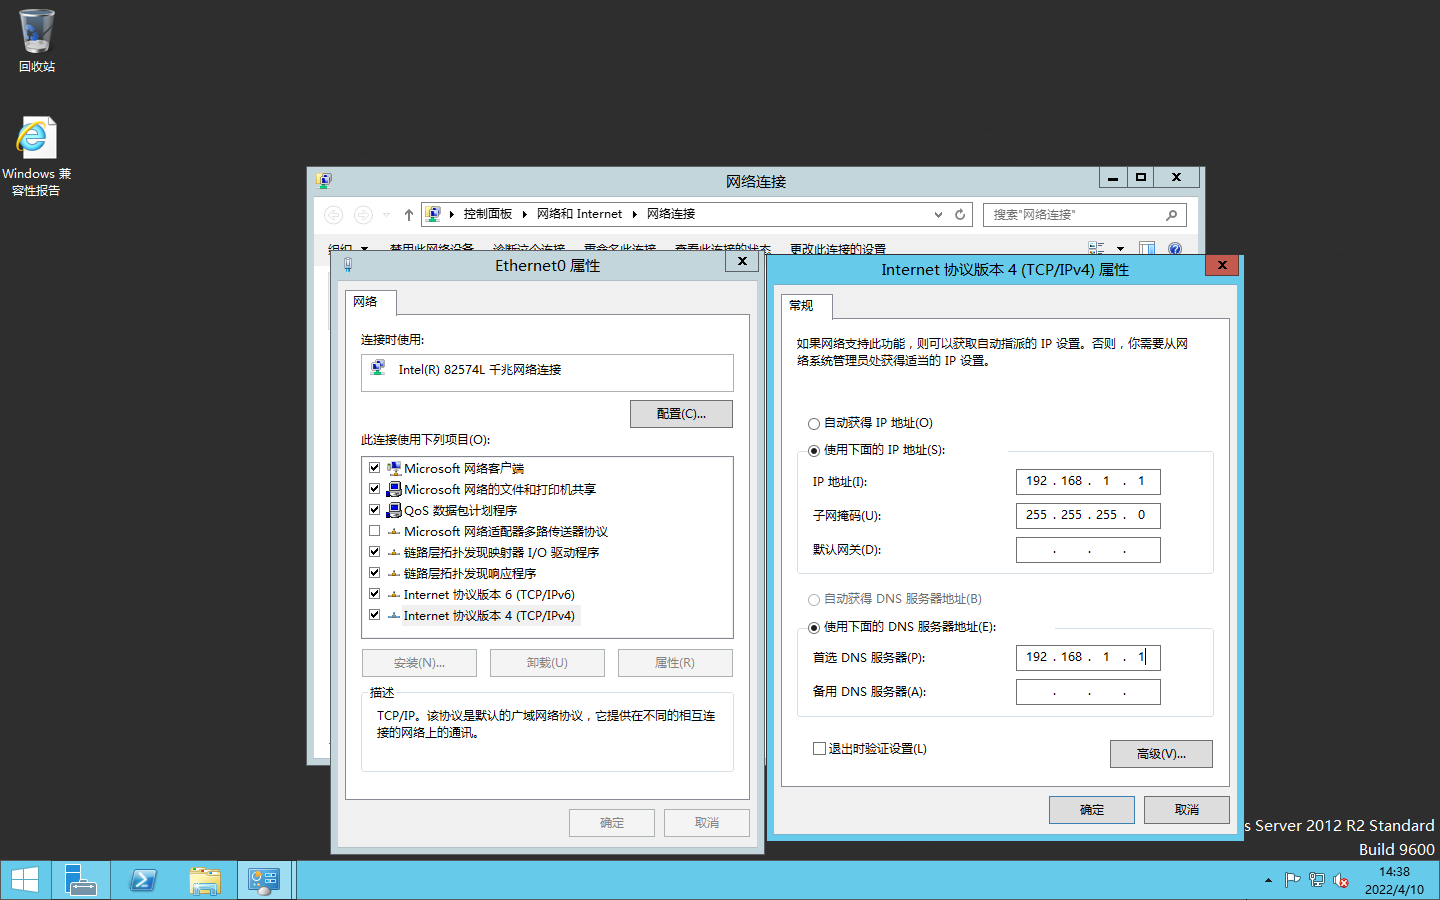 回收站
Windows 兼
容性报告
网络连接
控制面板
网络和 Internet
网络连接
搜索"网络连接"
组织
禁用此网络设备
诊断这个连接
重命名此连接
查看此连接的状态
更改此连接的设置
Ethernet0 属性
网络
连接时使用:
Intel(R) 82574L 千兆网络连接
配置(C)...
此连接使用下列项目(O):
Microsoft 网络客户端
Microsoft 网络的文件和打印机共享
QoS 数据包计划程序
Microsoft 网络适配器多路传送器协议
链路层拓扑发现映射器 I/O 驱动程序
链路层拓扑发现响应程序
Internet 协议版本 6 (TCP/IPv6)
Internet 协议版本 4 (TCP/IPv4)
安装(N)...
卸载(U)
属性(R)
描述
TCP/IP。该协议是默认的广域网络协议，它提供在不同的相互连
接的网络上的通讯。
确定
取消
Internet 协议版本 4 (TCP/IPv4) 属性
常规
如果网络支持此功能，则可以获取自动指派的 IP 设置。否则，你需要从网
络系统管理员处获得适当的 IP 设置。
自动获得 IP 地址(O)
使用下面的 IP 地址(S):
IP 地址(I):
192 . 168 . 1 . 1
子网掩码(U):
255 . 255 . 255 . 0
默认网关(D):
. . .
自动获得 DNS 服务器地址(B)
使用下面的 DNS 服务器地址(E):
首选 DNS 服务器(P):
192 . 168 . 1 . 1
备用 DNS 服务器(A):
. . .
退出时验证设置(L)
高级(V)...
确定
取消
s Server 2012 R2 Standard
Build 9600
14:38
2022/4/10